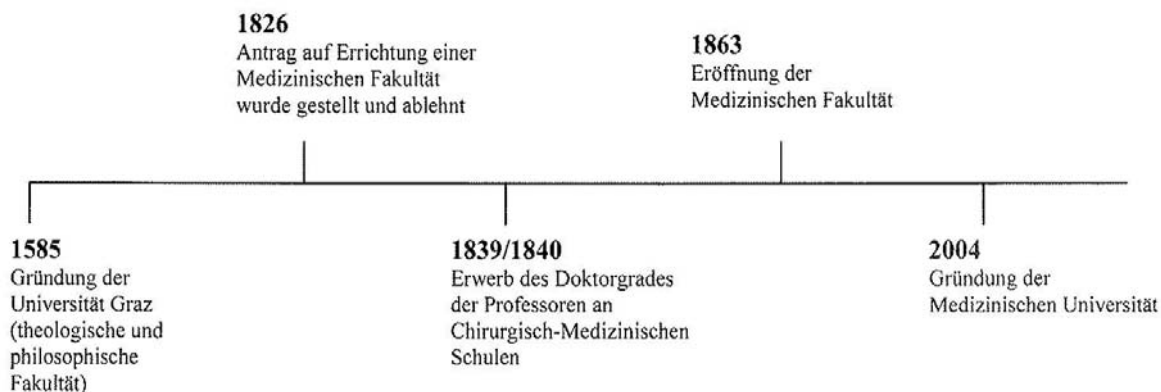 1826
Antrag auf Errichtung einer
Medizinischen Fakultät
wurde gestellt und ablehnt
1863
Eröffnung der
Medizinischen Fakultät
1585
Gründung der
Universität Graz
(theologische und
philosophische
Fakultät)
1839/1840
Erwerb des Doktorgrades
der Professoren an
Chirurgisch-Medizinischen
Schulen
2004
Gründung der
Medizinischen Universität